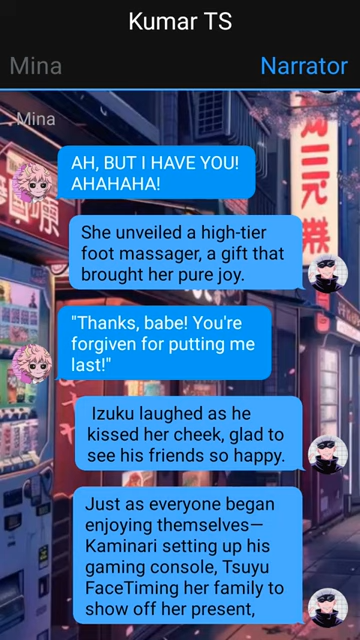 Kumar TS
Mina
Narrator
Mina
AH, BUT I HAVE YOU!
AHAHAHA!
She unveiled a high-tier
foot massager, a gift that
brought her pure joy.
"Thanks, babe! You're
forgiven for putting me
last!"
Izuku laughed as he
kissed her cheek, glad to
see his friends so happy.
Just as everyone began
enjoying themselves—
Kaminari setting up his
gaming console, Tsuyu
FaceTiming her family to
show off her present,